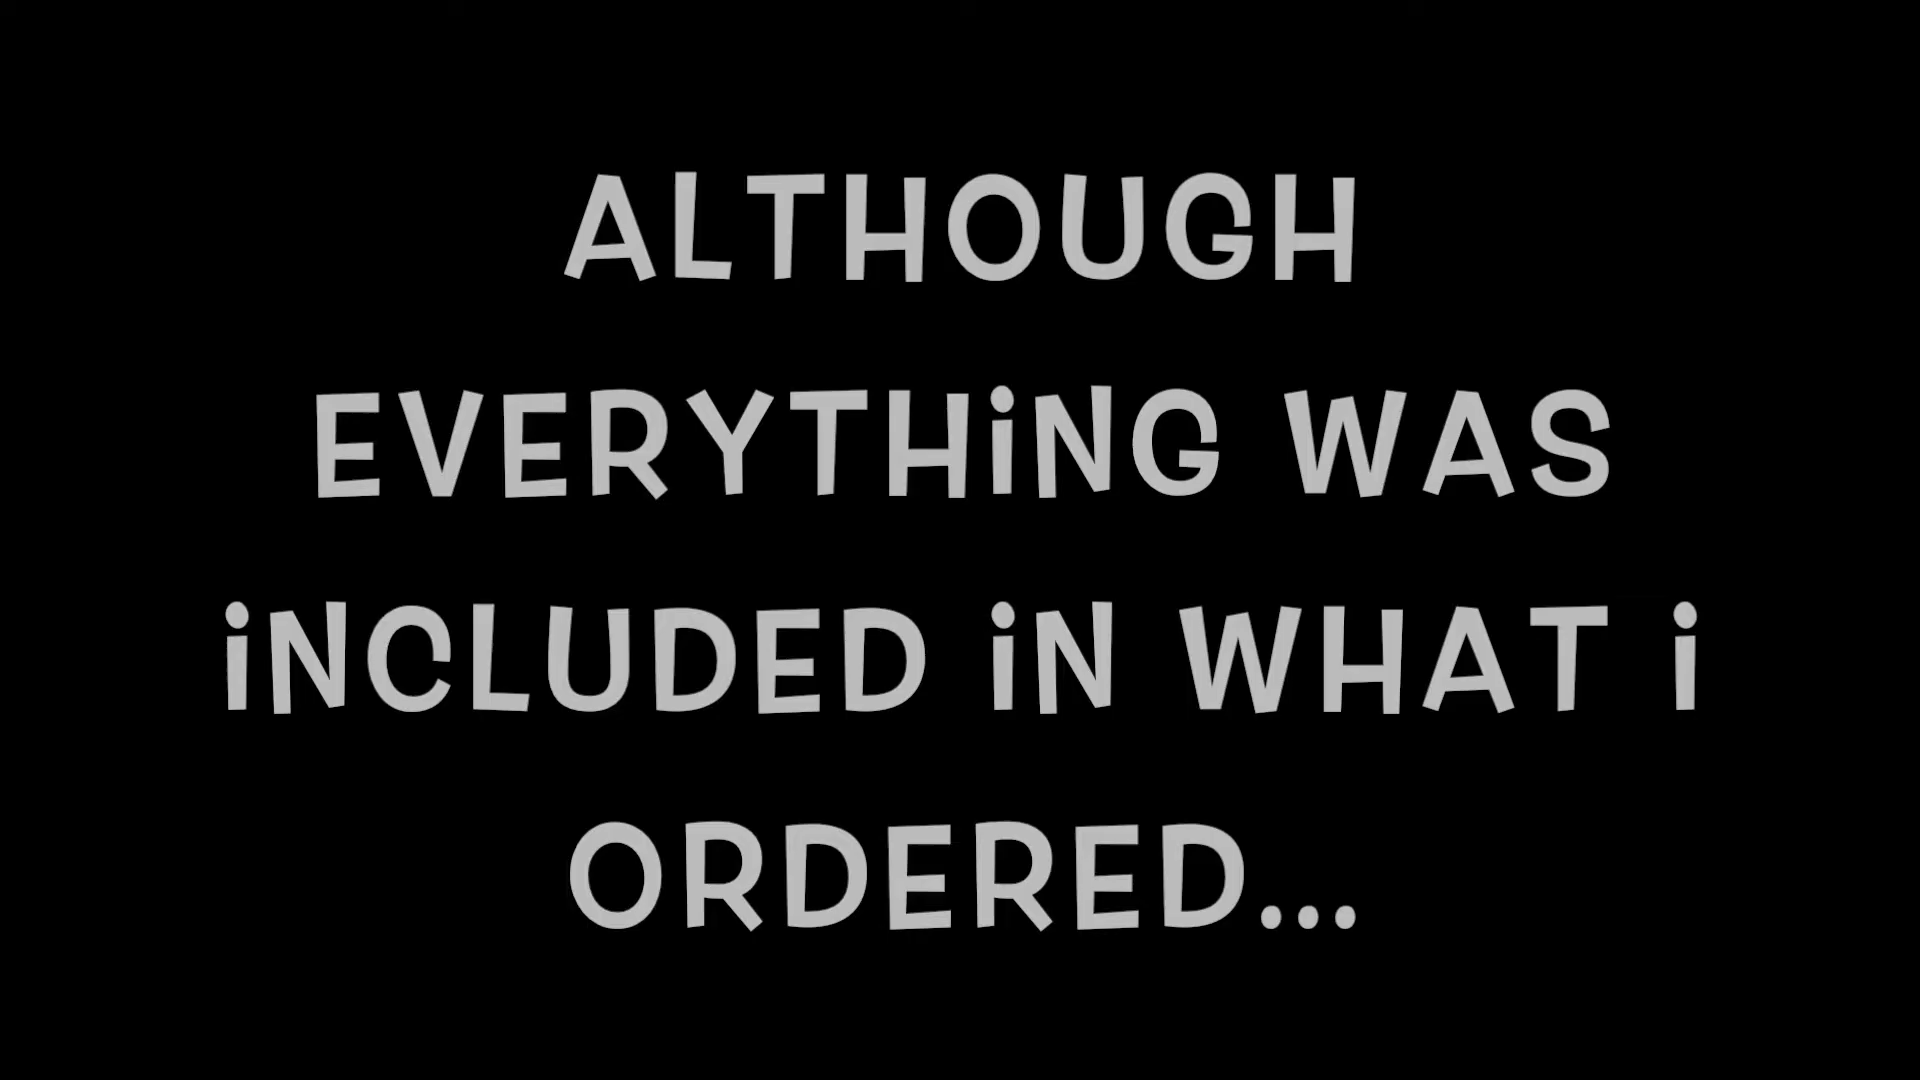 ALTHOUGH
EVERYTHiNG WAS
iNCLUDED iN WHAT i
ORDERED...